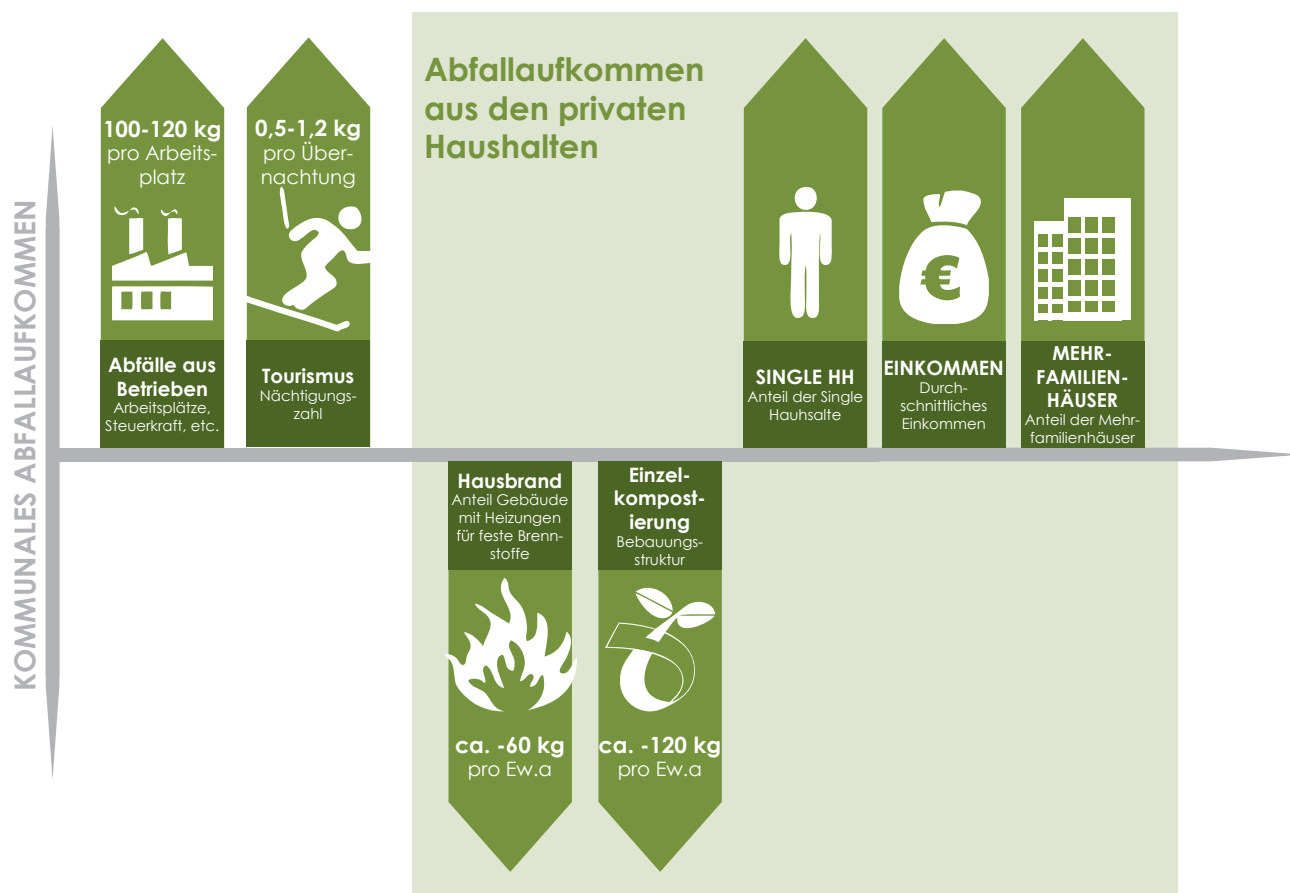 KOMMUNALES ABFALLAUFKOMMEN
100-120 kg
pro Arbeits-
platz
Abfälle aus
Betrieben
Arbeitsplätze,
Steuerkraft, etc.
0,5-1,2 kg
pro Über-
nachtung
Tourismus
Nächtigungs-
zahl
Abfallaufkommen
aus den privaten
Haushalten
Hausbrand
Anteil Gebäude
mit Heizungen
für feste Brenn-
stoffe
ca. -60 kg
pro Ew.a
Einzel-
kompost-
ierung
Bebauungs-
struktur
ca. -120 kg
pro Ew.a
SINGLE HH
Anteil der Single
Hauhsalte
€
EINKOMMEN
Durch-
schnittliches
Einkommen
MEHR-
FAMILIEN-
HÄUSER
Anteil der Mehr-
familienhäuser